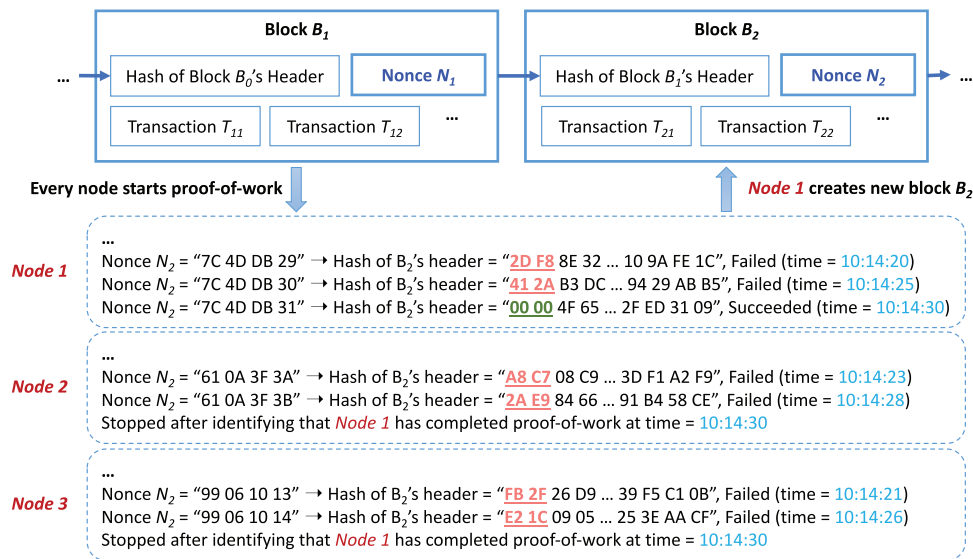 Block B1
Block B2
...
Hash of Block B0's Header
Nonce N1
Hash of Block B1's Header
Nonce N2
...
Transaction T11
Transaction T12
...
Transaction T21
Transaction T22
...
Every node starts proof-of-work
Node 1 creates new block B2
...
Node 1
Nonce N2 = “7C 4D DB 29” ➝ Hash of B2's header = “2D F8 8E 32 ... 10 9A FE 1C”, Failed (time = 10:14:20)
Nonce N2 = “7C 4D DB 30” ➝ Hash of B2's header = “41 2A B3 DC ... 94 29 AB B5”, Failed (time = 10:14:25)
Nonce N2 = “7C 4D DB 31” ➝ Hash of B2's header = “00 00 4F 65 ... 2F ED 31 09”, Succeeded (time = 10:14:30)
...
Node 2
Nonce N2 = “61 0A 3F 3A” ➝ Hash of B2's header = “A8 C7 08 C9 ... 3D F1 A2 F9”, Failed (time = 10:14:23)
Nonce N2 = “61 0A 3F 3B” ➝ Hash of B2's header = “2A E9 84 66 ... 91 B4 58 CE”, Failed (time = 10:14:28)
Stopped after identifying that Node 1 has completed proof-of-work at time = 10:14:30
...
Node 3
Nonce N2 = “99 06 10 13” ➝ Hash of B2's header = “FB 2F 26 D9 ... 39 F5 C1 0B”, Failed (time = 10:14:21)
Nonce N2 = “99 06 10 14” ➝ Hash of B2's header = “E2 1C 09 05 ... 25 3E AA CF”, Failed (time = 10:14:26)
Stopped after identifying that Node 1 has completed proof-of-work at time = 10:14:30